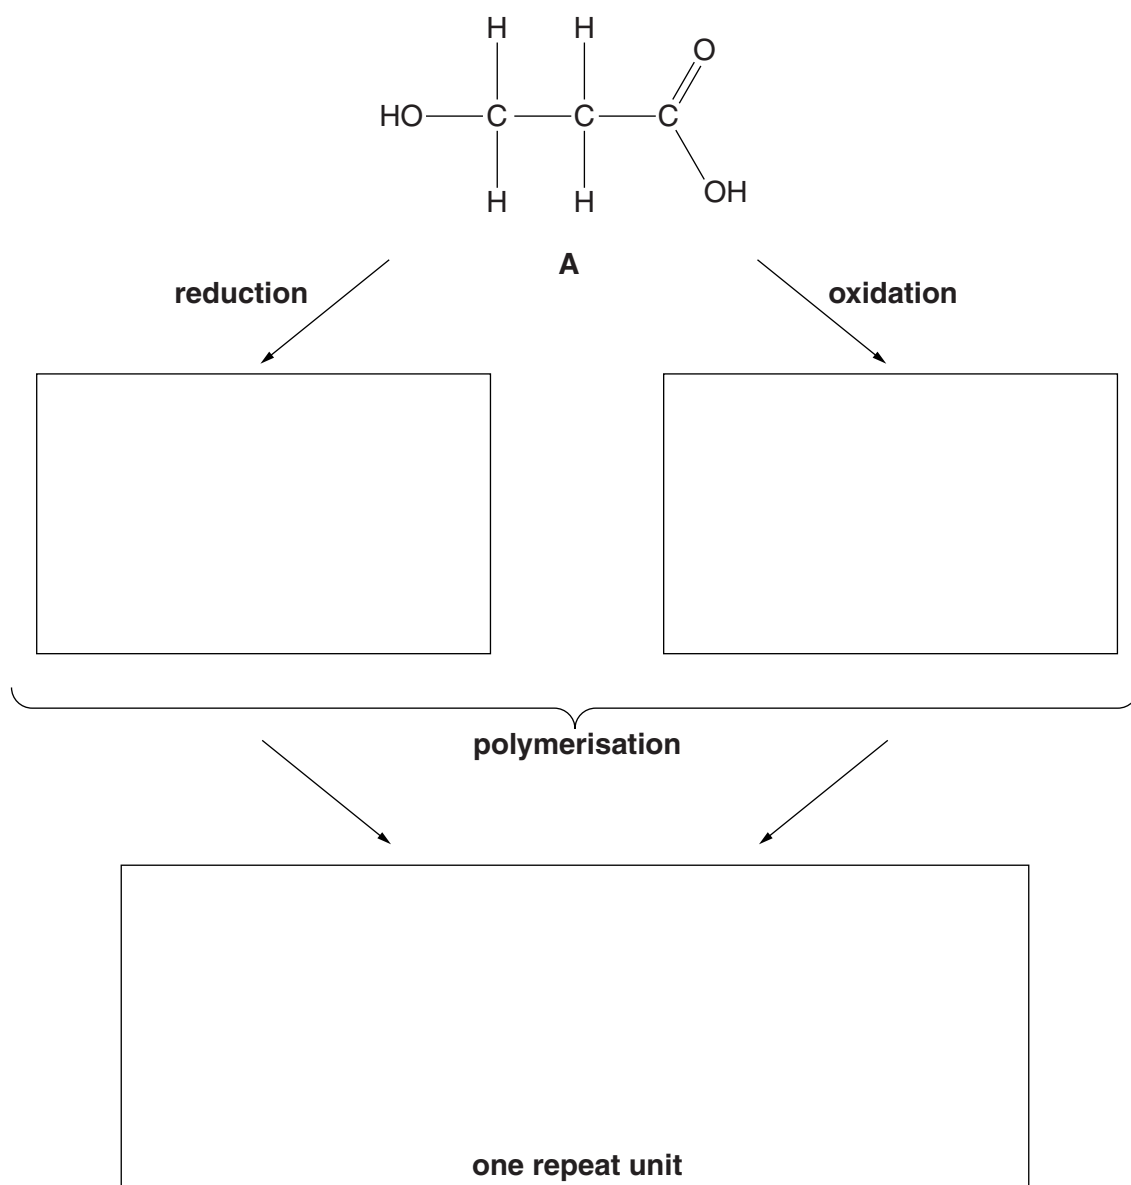 H H O
HO C C C
H H OH
A
reduction oxidation
polymerisation
one repeat unit